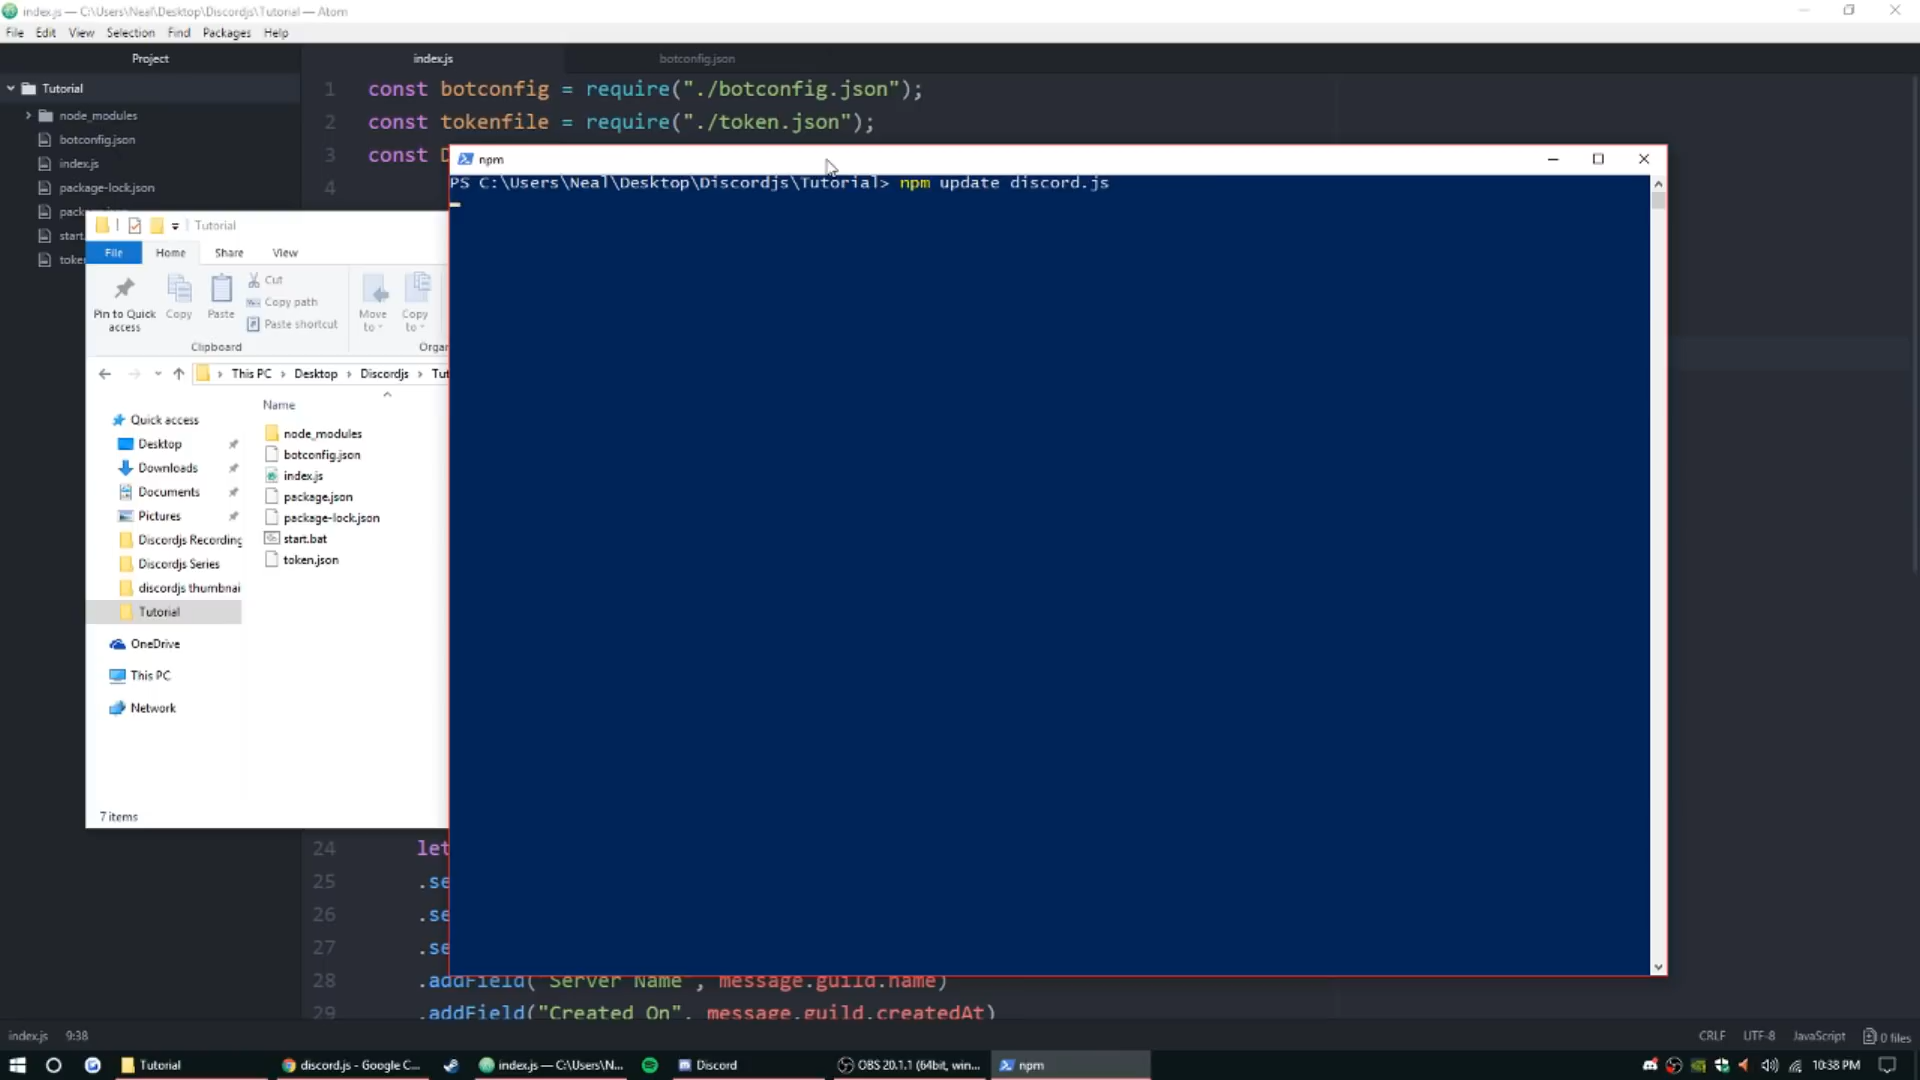 index.js — C:\Users\Neal\Desktop\Discordjs\Tutorial — Atom
File Edit View Selection Find Packages Help
Project
index.js
botconfig.json
Tutorial
node_modules
botconfig.json
index.js
package-lock.json
1 const botconfig = require("./botconfig.json");
2 const tokenfile = require("./token.json");
3 const D
4
npm
PS C:\Users\Neal\Desktop\Discordjs\Tutorial> npm update discord.js
Tutorial
File Home Share View
Pin to Quick access
Copy
Paste
Cut
Copy path
Paste shortcut
Move to
Copy to
Clipboard
Organ
This PC > Desktop > Discordjs > Tut
Name
Quick access
Desktop
Downloads
Documents
Pictures
Discordjs Recording
Discordjs Series
discordjs thumbnai
Tutorial
OneDrive
This PC
Network
node_modules
botconfig.json
index.js
package.json
package-lock.json
start.bat
token.json
7 items
24 let
25 .se
26 .se
27 .se
28 .addField("Server Name", message.guild.name)
29 .addField("Created On", message.guild.createdAt)
index.js 9:38
CRLF UTF-8 JavaScript 0 files
Tutorial
discord.js - Google C...
index.js — C:\Users\N...
Discord
OBS 20.1.1 (64bit, win...
npm
10:38 PM